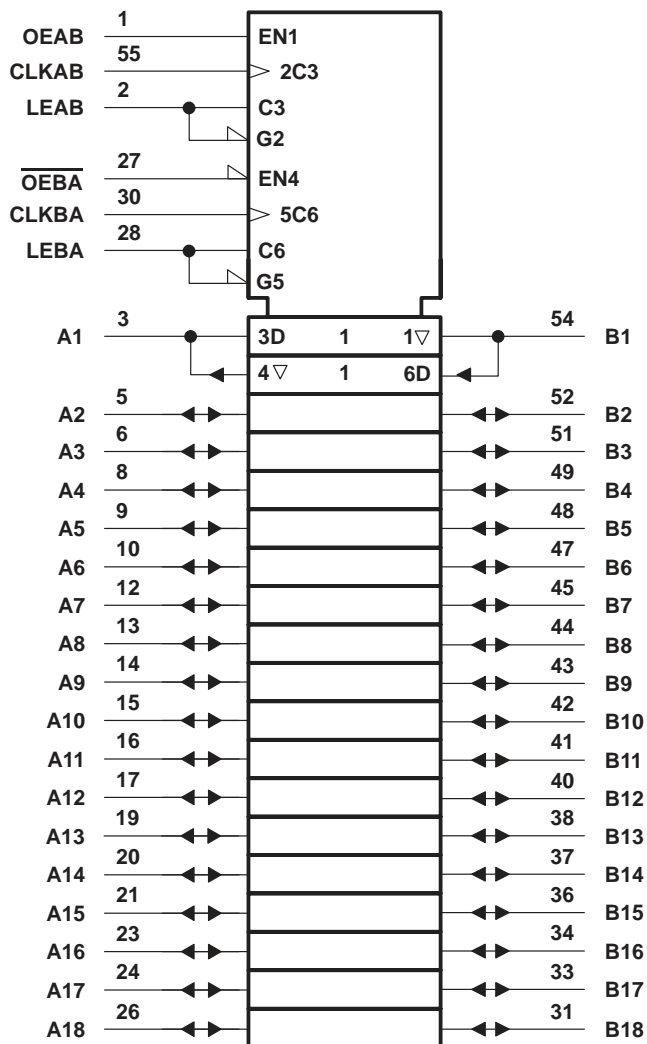 1
OEAB EN1
55
CLKAB 2C3
2
LEAB C3
G2
27
OEBA EN4
30
CLKBA 5C6
28
LEBA C6
G5
3 54
A1 3D 1 1▽ B1
4▽ 1 6D
5 52
A2 B2
6 51
A3 B3
8 49
A4 B4
9 48
A5 B5
10 47
A6 B6
12 45
A7 B7
13 44
A8 B8
14 43
A9 B9
15 42
A10 B10
16 41
A11 B11
17 40
A12 B12
19 38
A13 B13
20 37
A14 B14
21 36
A15 B15
23 34
A16 B16
24 33
A17 B17
26 31
A18 B18